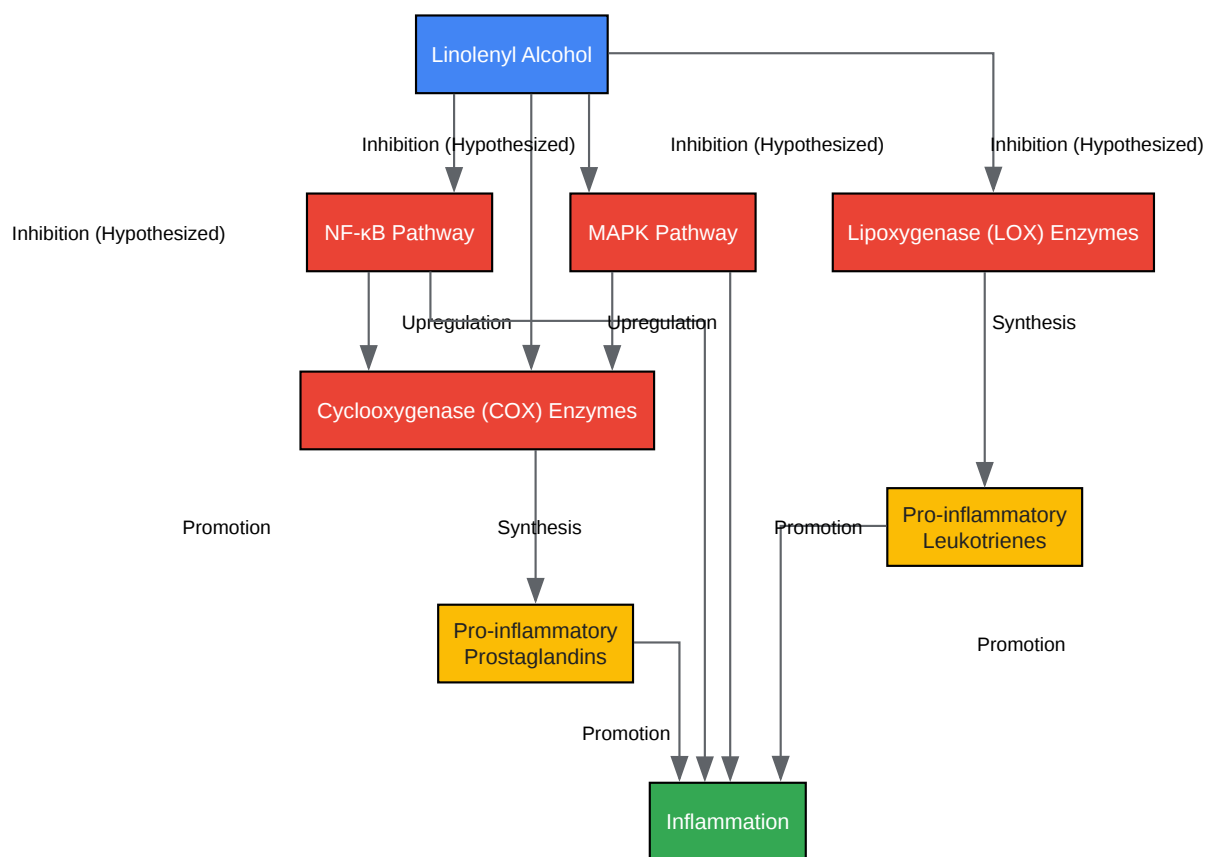 Linolenyl Alcohol
Inhibition (Hypothesized)
Inhibition (Hypothesized)
Inhibition (Hypothesized)
Inhibition (Hypothesized)
NF-κB Pathway
MAPK Pathway
Lipoxygenase (LOX) Enzymes
Upregulation
Upregulation
Synthesis
Cyclooxygenase (COX) Enzymes
Promotion
Synthesis
Promotion
Pro-inflammatory
Leukotrienes
Pro-inflammatory
Prostaglandins
Promotion
Promotion
Inflammation